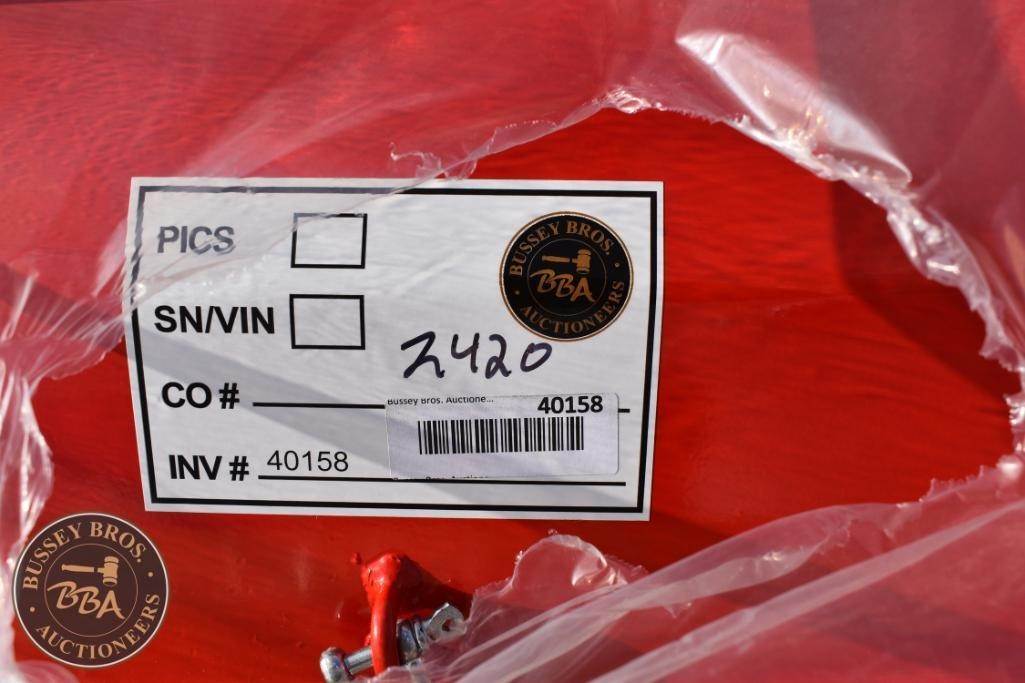 PICS
BUSSEY BROS.
BBA
AUCTIONEERS
SN/VIN
2420
CO #
Bussey Bros. Auctione...
40158
INV # 40158
BUSSEY BROS.
BBA
AUCTIONEERS